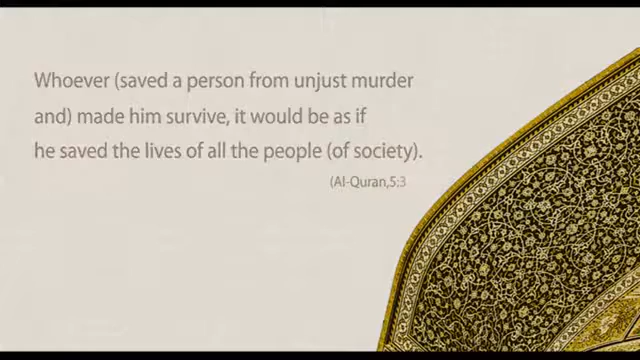 Whoever (saved a person from unjust murder
and) made him survive, it would be as if
he saved the lives of all the people (of society).
(Al-Quran,5:3